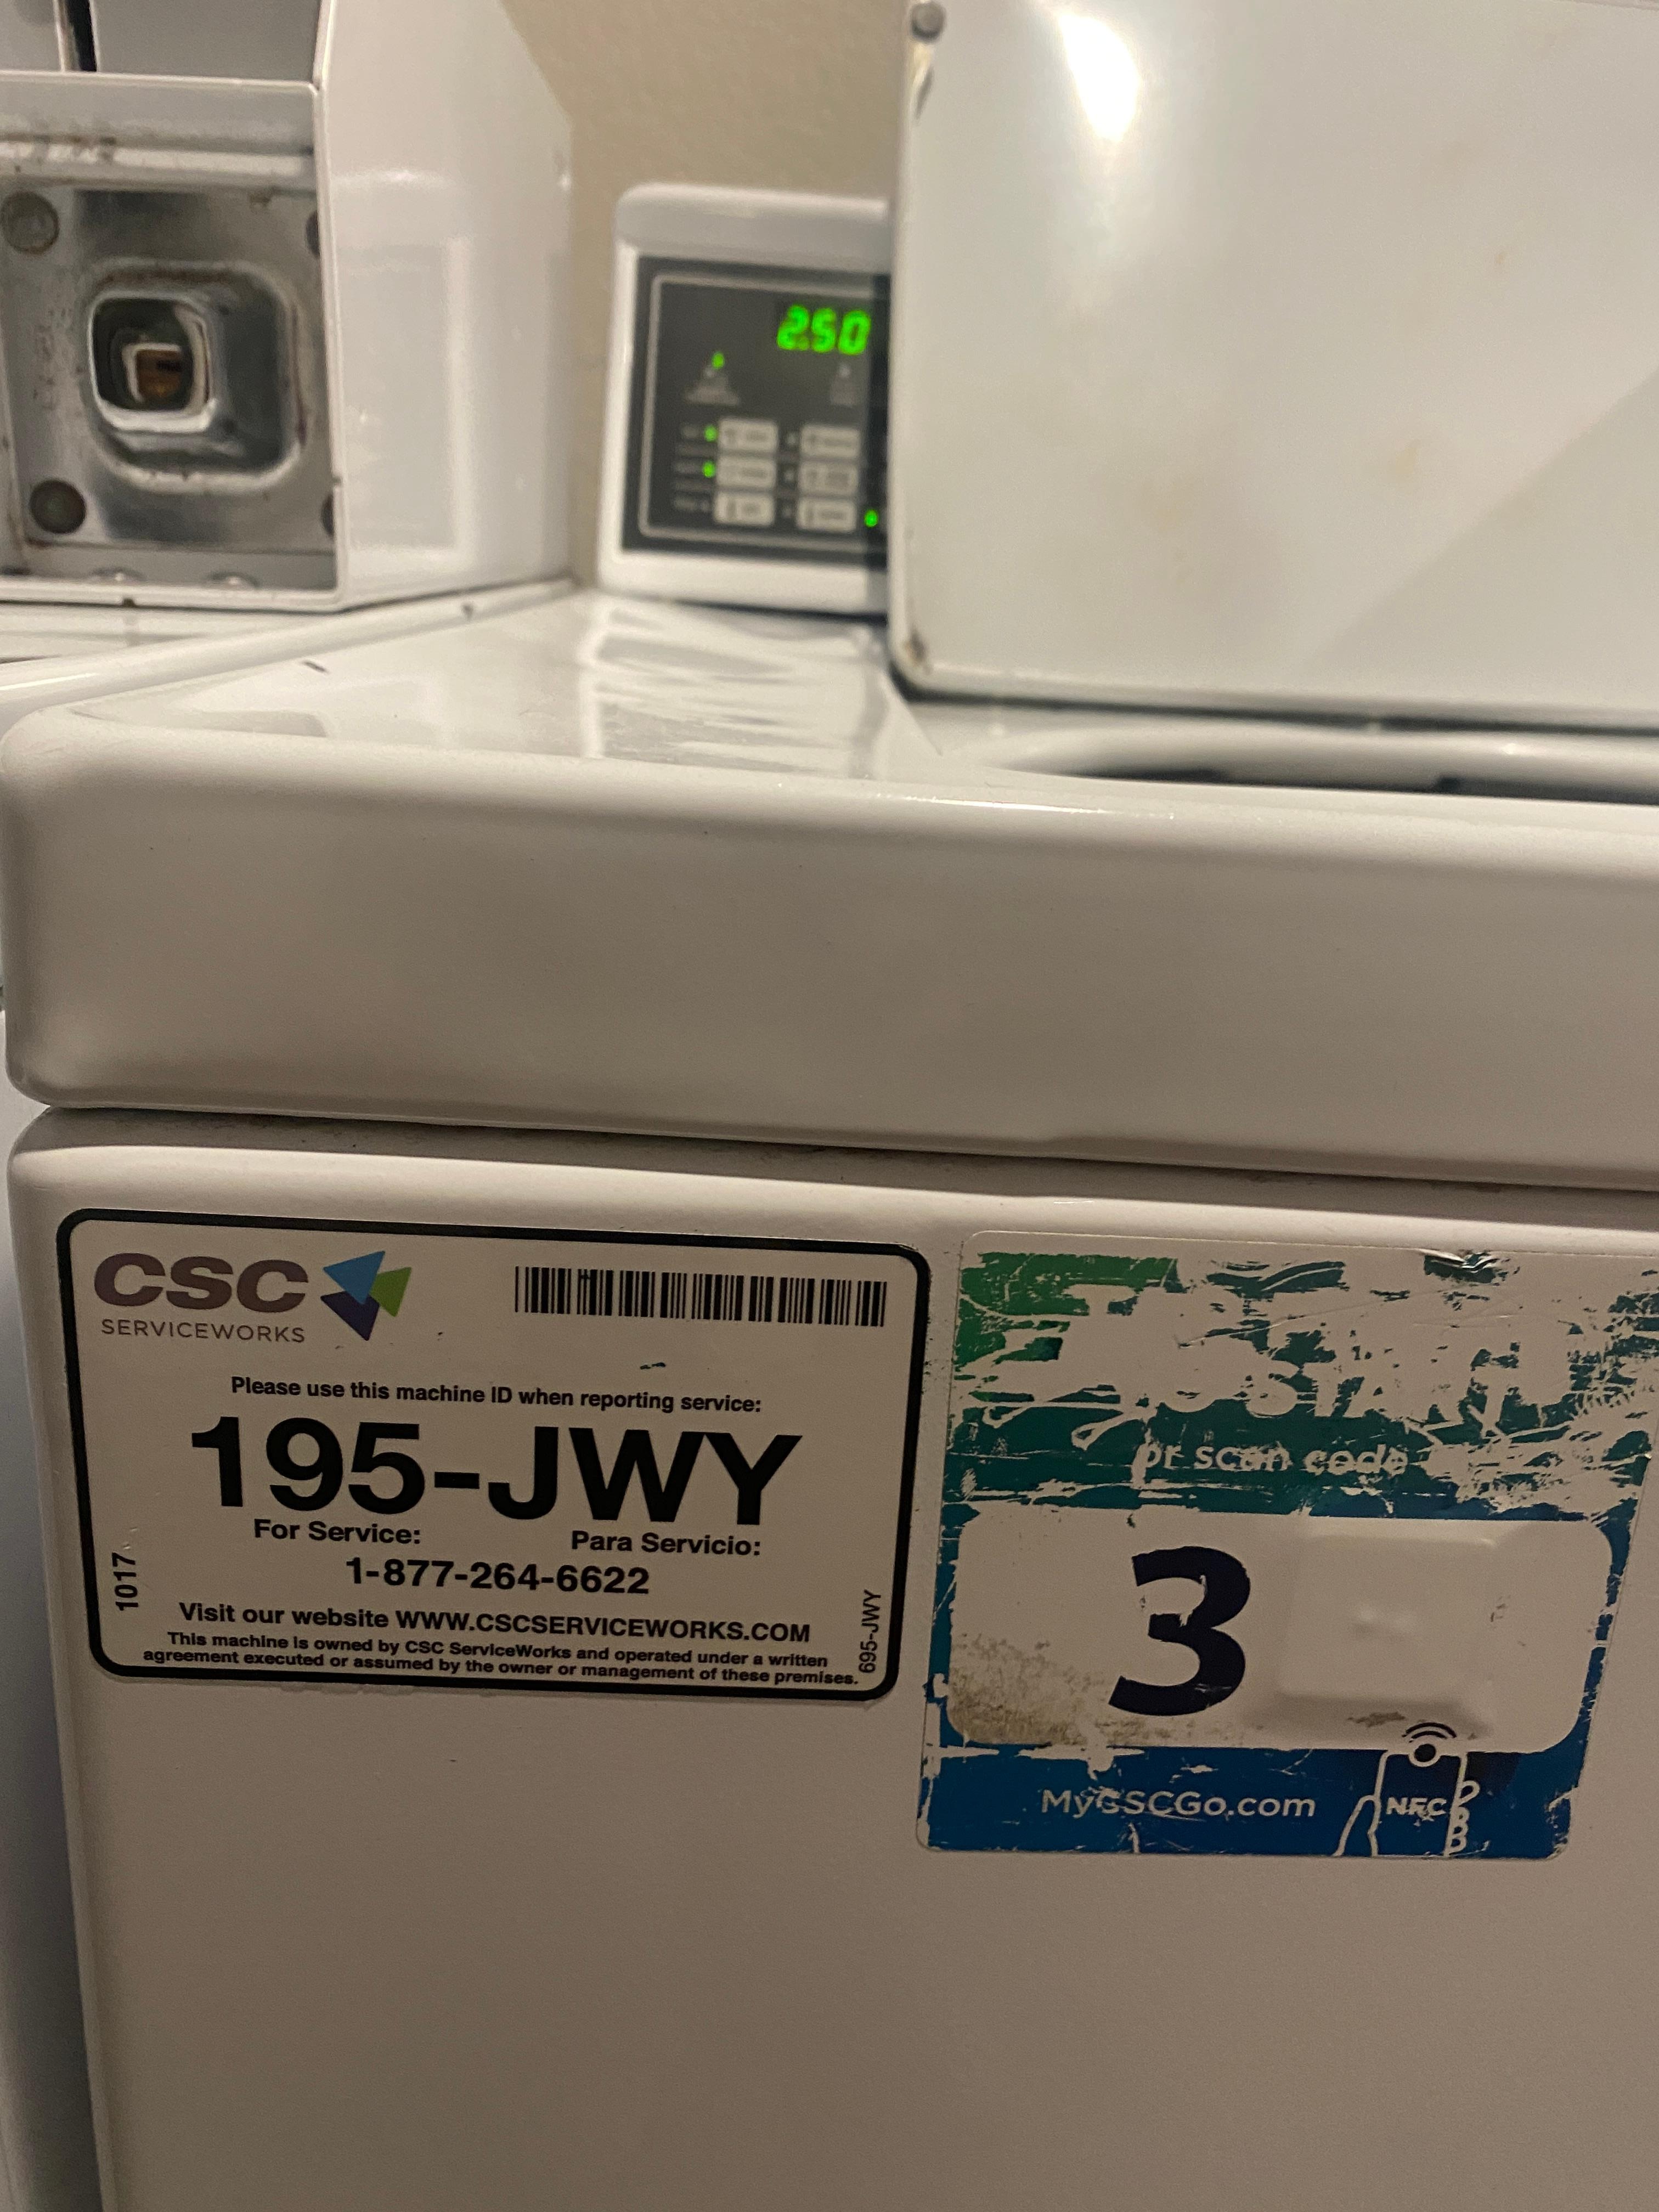 2.50
CSC
SERVICEWORKS
Please use this machine ID when reporting service:
195-JWY
For Service: Para Servicio:
1-877-264-6622
1017
Visit our website WWW.CSCSERVICEWORKS.COM
This machine is owned by CSC ServiceWorks and operated under a written
agreement executed or assumed by the owner or management of these premises.
695-JWY
or scan code
3
MyCSCGo.com
NFC